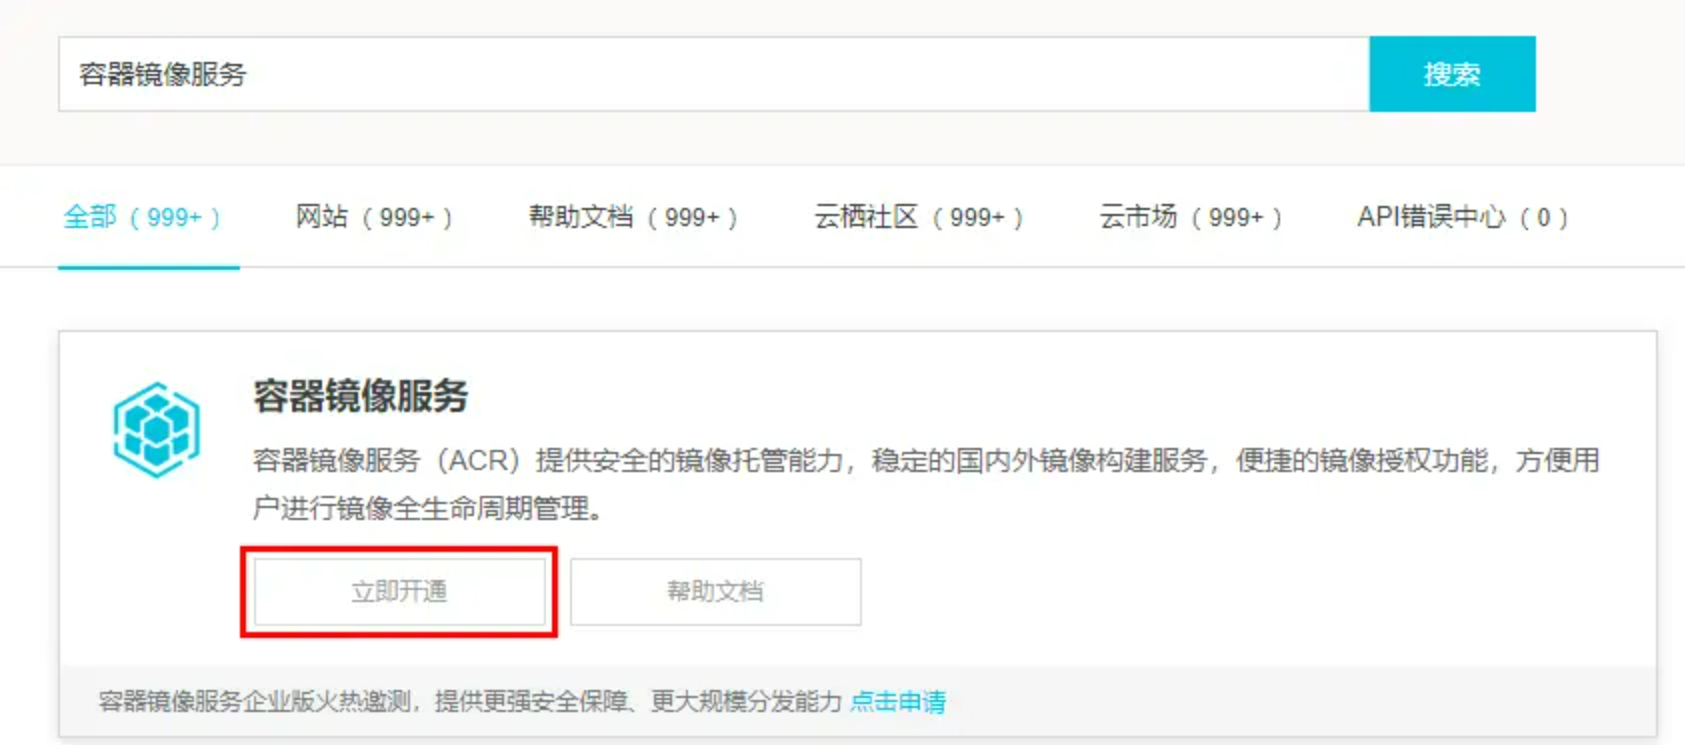 容器镜像服务
搜索
全部（999+） 网站（999+） 帮助文档（999+） 云栖社区（999+） 云市场（999+） API错误中心（0）
容器镜像服务
容器镜像服务（ACR）提供安全的镜像托管能力，稳定的国内外镜像构建服务，便捷的镜像授权功能，方便用
户进行镜像全生命周期管理。
立即开通 帮助文档
容器镜像服务企业版火热邀测，提供更强安全保障、更大规模分发能力 点击申请